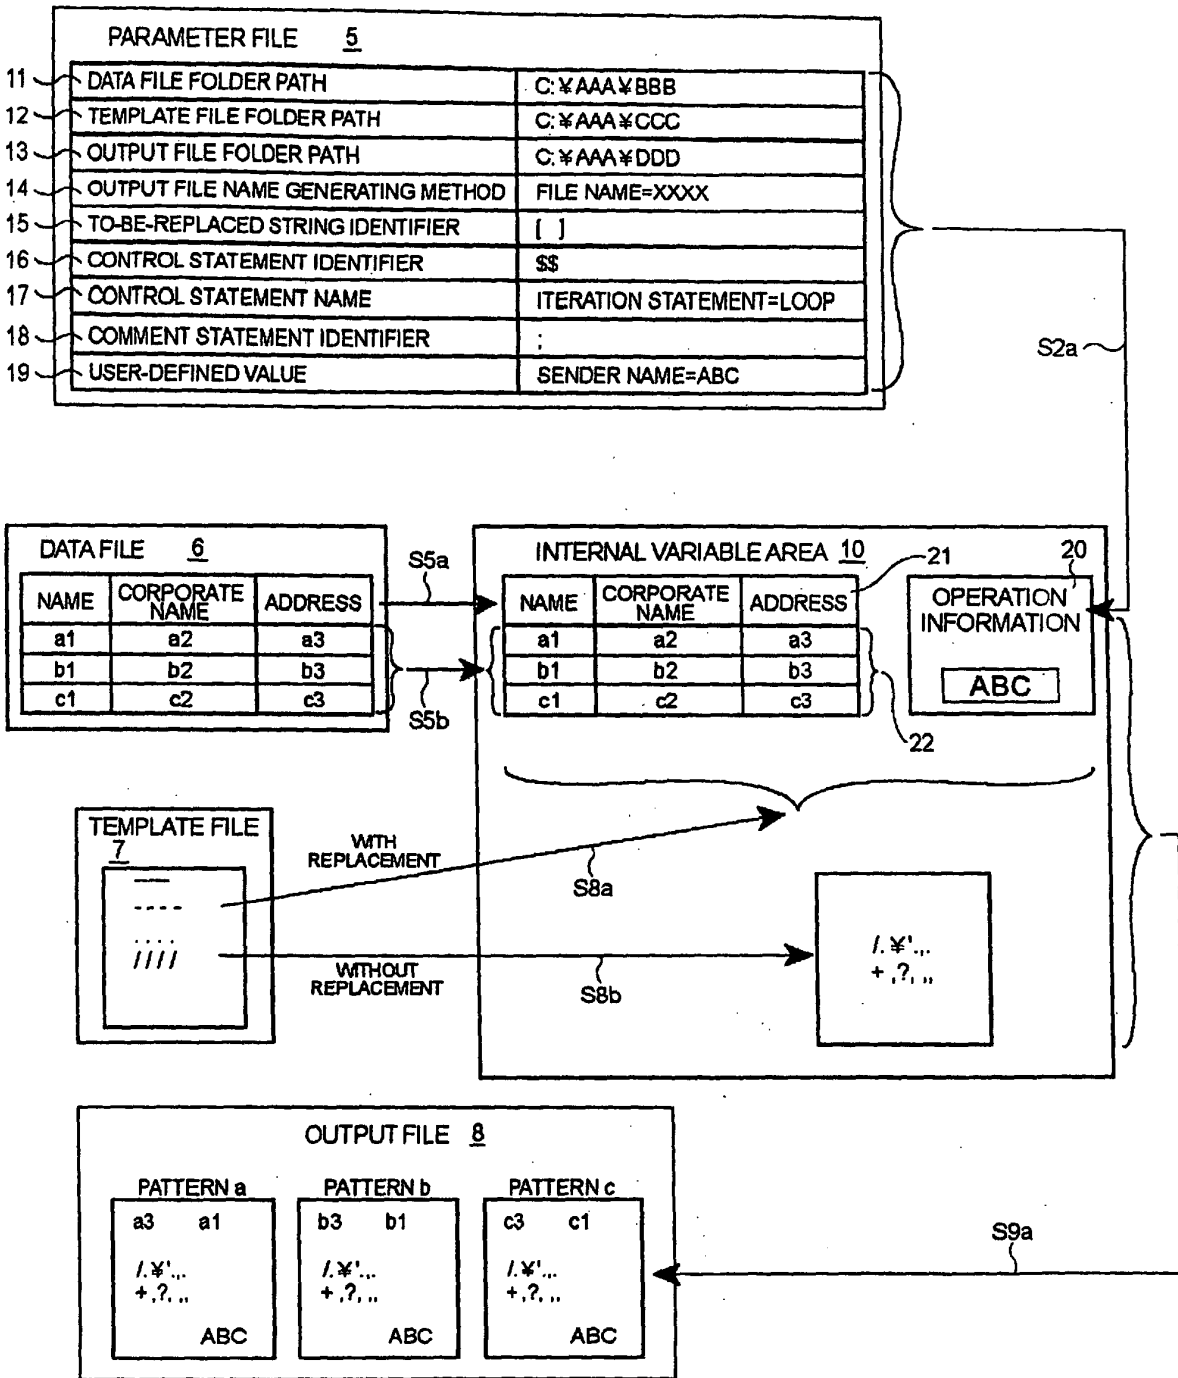 PARAMETER FILE 5
11 DATA FILE FOLDER PATH C:¥AAA¥BBB
12 TEMPLATE FILE FOLDER PATH C:¥AAA¥CCC
13 OUTPUT FILE FOLDER PATH C:¥AAA¥DDD
14 OUTPUT FILE NAME GENERATING METHOD FILE NAME=XXXX
15 TO-BE-REPLACED STRING IDENTIFIER [ ]
16 CONTROL STATEMENT IDENTIFIER $$
17 CONTROL STATEMENT NAME ITERATION STATEMENT=LOOP
18 COMMENT STATEMENT IDENTIFIER ;
19 USER-DEFINED VALUE SENDER NAME=ABC
S2a
DATA FILE 6
NAME CORPORATE NAME ADDRESS
a1 a2 a3
b1 b2 b3
c1 c2 c3
S5a
S5b
INTERNAL VARIABLE AREA 10
21
20
NAME CORPORATE NAME ADDRESS
a1 a2 a3
b1 b2 b3
c1 c2 c3
22
OPERATION
INFORMATION
ABC
TEMPLATE FILE
7
----
. . . .
////
WITH
REPLACEMENT
S8a
WITHOUT
REPLACEMENT
S8b
/.¥'.,.
+ ,?, ,,
OUTPUT FILE 8
PATTERN a
a3 a1
/.¥'.,.
+ ,?, ,,
ABC
PATTERN b
b3 b1
/.¥'.,.
+ ,?, ,,
ABC
PATTERN c
c3 c1
/.¥'.,.
+ ,?, ,,
ABC
S9a